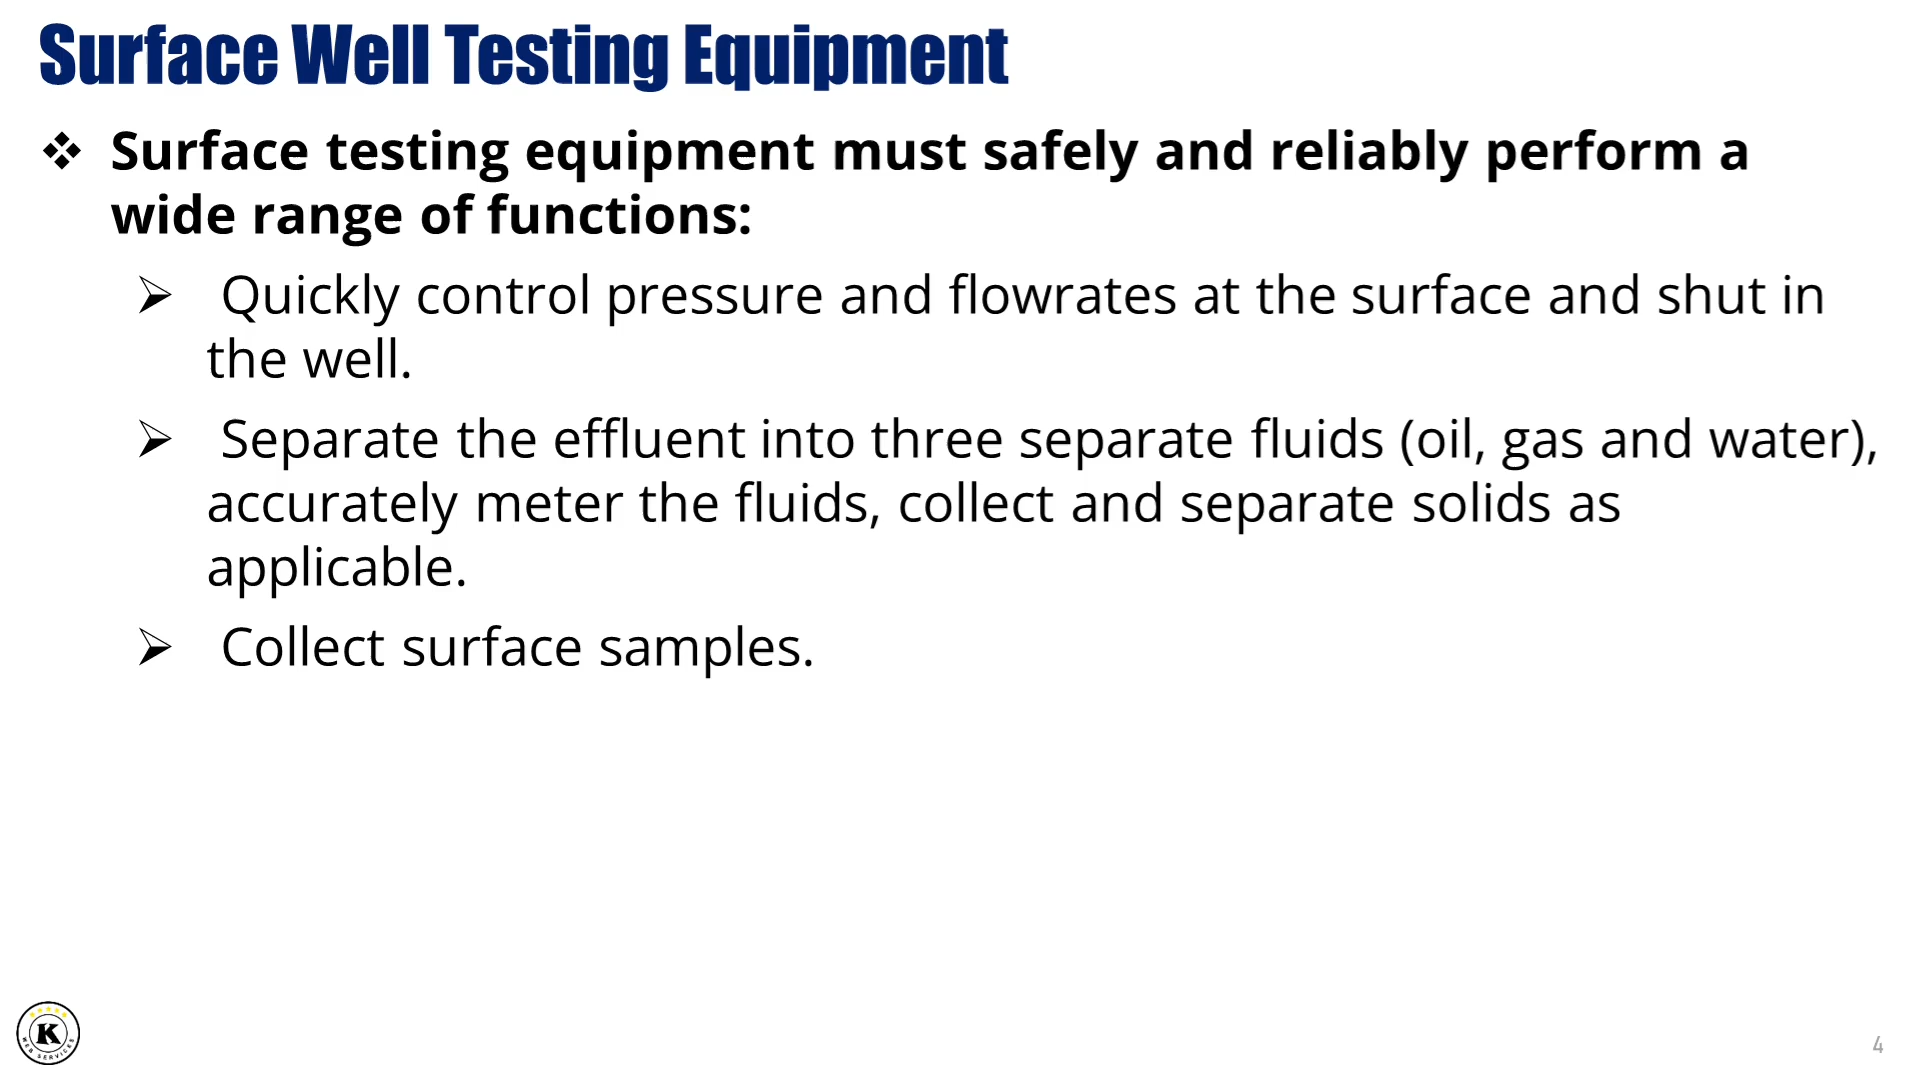 Surface Well Testing Equipment
❖ Surface testing equipment must safely and reliably perform a
wide range of functions:
➢ Quickly control pressure and flowrates at the surface and shut in
the well.
➢ Separate the effluent into three separate fluids (oil, gas and water),
accurately meter the fluids, collect and separate solids as
applicable.
➢ Collect surface samples.
K
WEB SERVICES
4